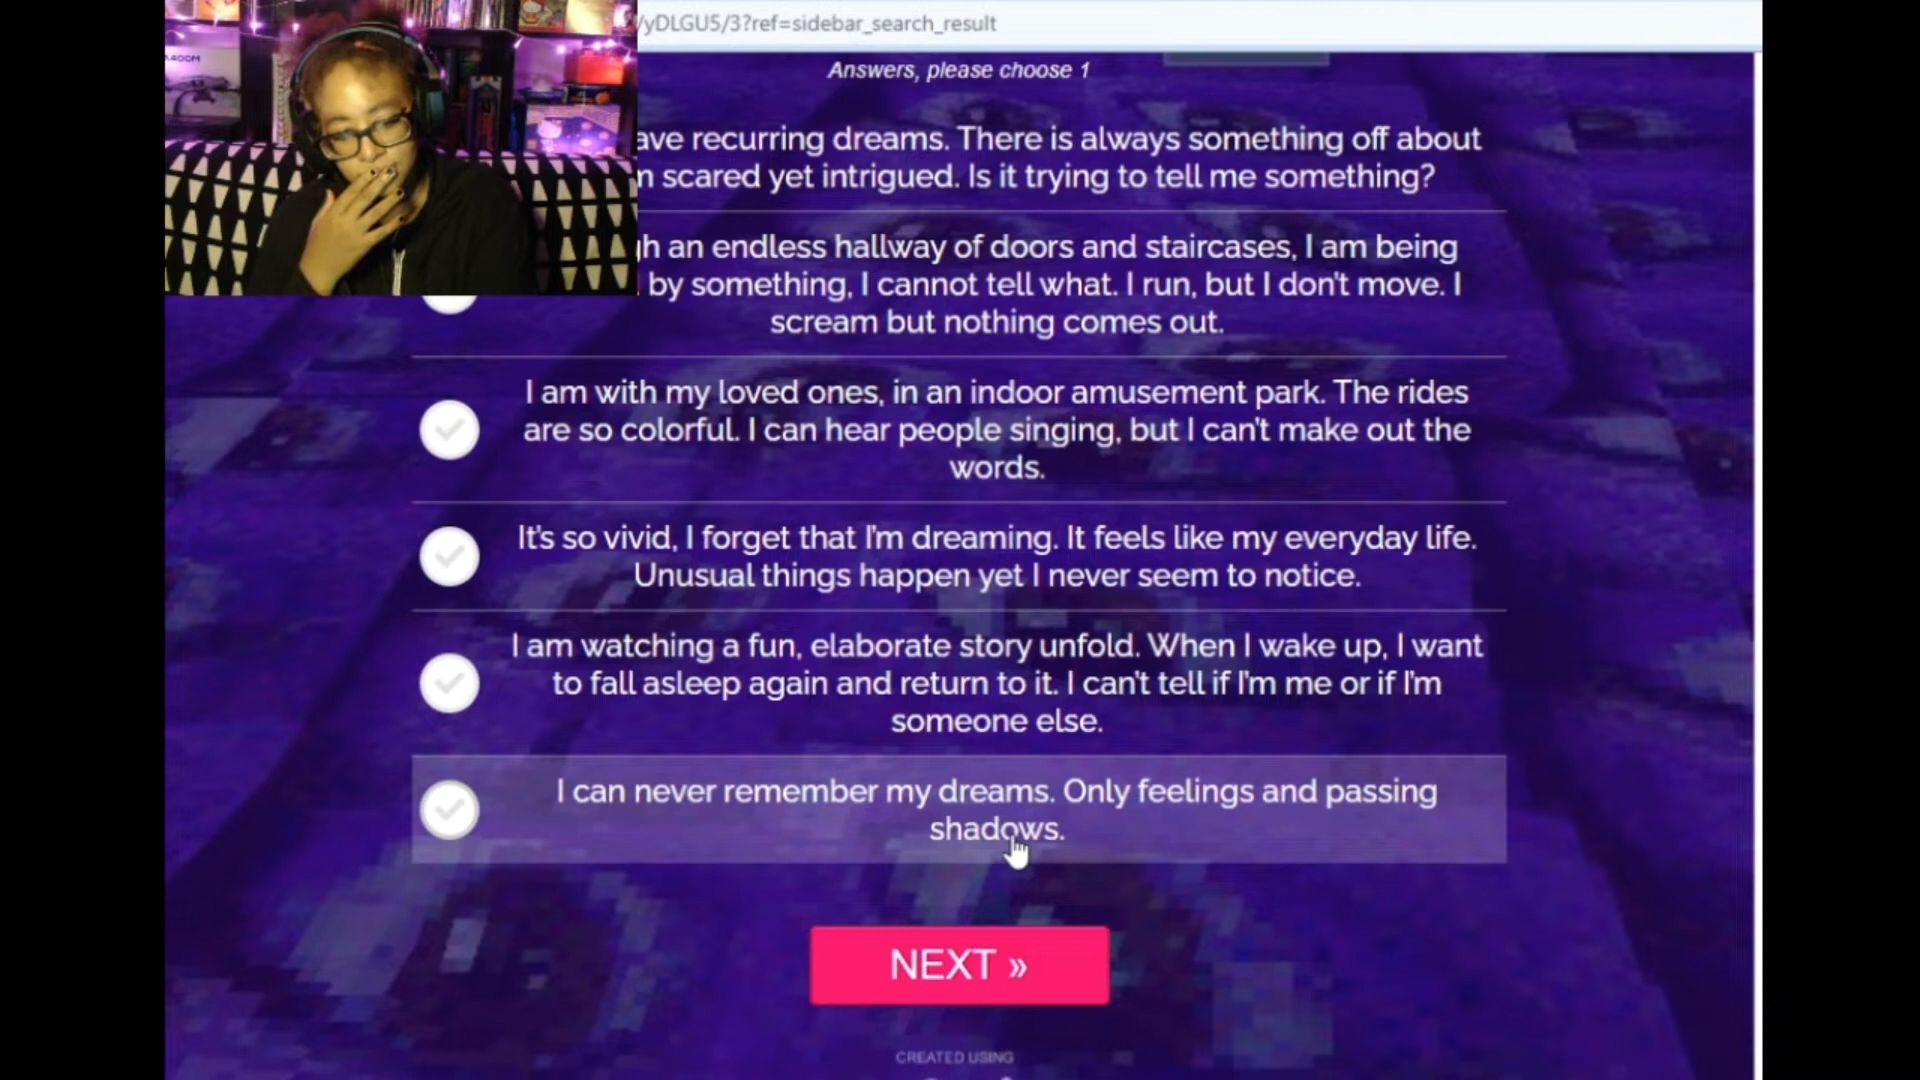 /yDLGU5/3?ref=sidebar_search_result
Answers, please choose 1
ave recurring dreams. There is always something off about
m scared yet intrigued. Is it trying to tell me something?
gh an endless hallway of doors and staircases, I am being
by something, I cannot tell what. I run, but I don't move. I
scream but nothing comes out.
I am with my loved ones, in an indoor amusement park. The rides
are so colorful. I can hear people singing, but I can't make out the
words.
It's so vivid, I forget that I'm dreaming. It feels like my everyday life.
Unusual things happen yet I never seem to notice.
I am watching a fun, elaborate story unfold. When I wake up, I want
to fall asleep again and return to it. I can't tell if I'm me or if I'm
someone else.
I can never remember my dreams. Only feelings and passing
shadows.
NEXT »
CREATED USING